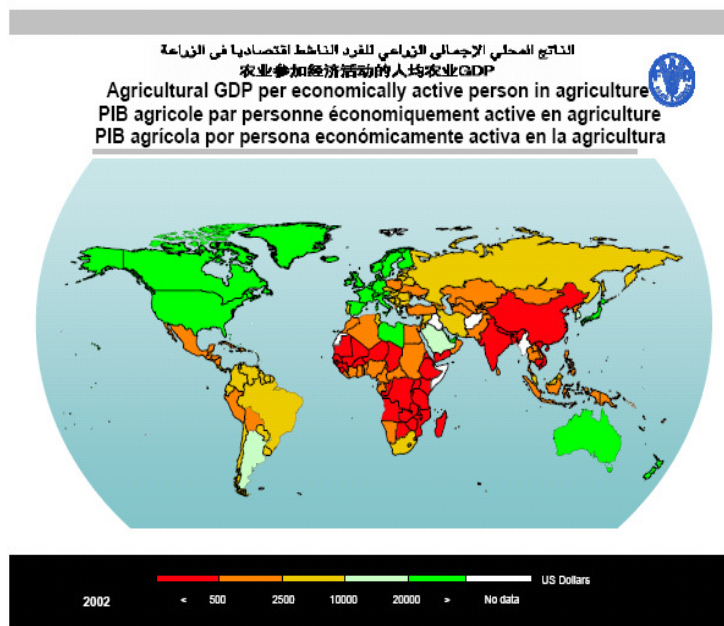 الناتج المحلي الإجمالي الزراعي للفرد الناشط اقتصاديا في الزراعة
农业参加经济活动的人均农业GDP
Agricultural GDP per economically active person in agriculture
PIB agricole par personne économiquement active en agriculture
PIB agrícola por persona económicamente activa en la agricultura
US Dollars
2002 < 500 2500 10000 20000 > No data